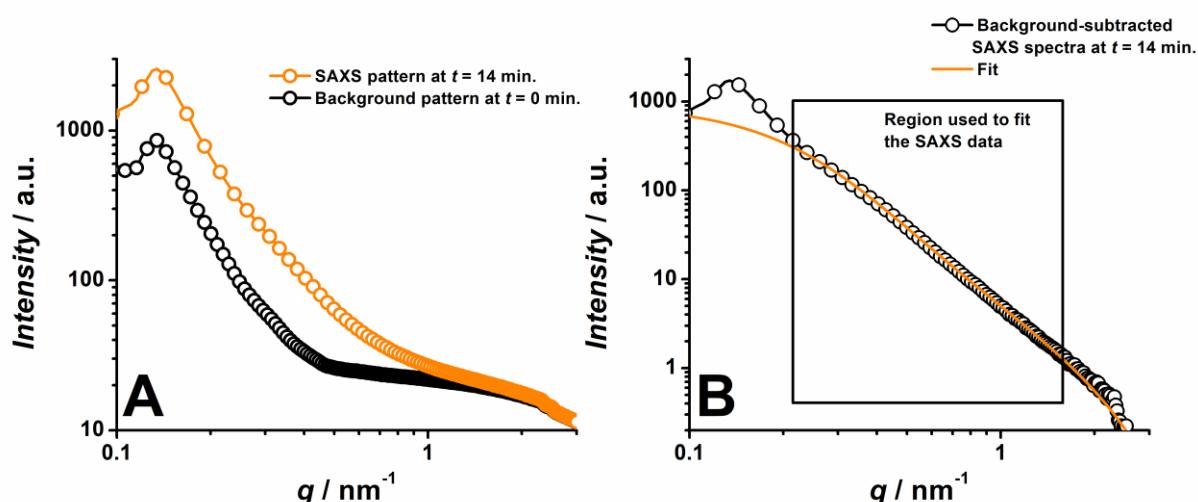 SAXS pattern at t = 14 min.
Background pattern at t = 0 min.
1000
100
10
0.1
1
Intensity / a.u.
q / nm-1
A
Background-subtracted
SAXS spectra at t = 14 min.
Fit
Region used to fit
the SAXS data
1000
100
10
1
0.1
1
Intensity / a.u.
q / nm-1
B